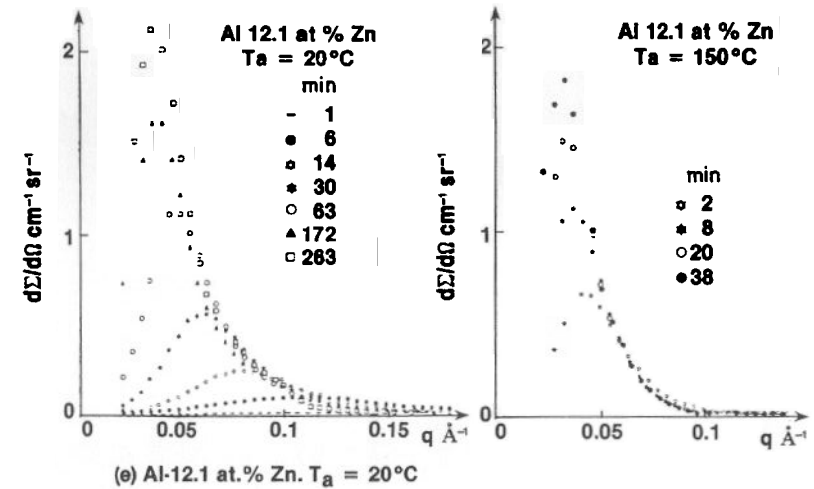 Al 12.1 at % Zn
Ta = 20°C
min
1
6
14
30
63
172
263
2
1
0
dΣ/dΩ cm⁻¹ sr⁻¹
0
0.05
0.1
0.15
q Å⁻¹
(e) Al-12.1 at.% Zn. Ta = 20°C
Al 12.1 at % Zn
Ta = 150°C
min
2
8
20
38
2
1
0
dΣ/dΩ cm⁻¹ sr⁻¹
0
0.05
0.1
q Å⁻¹